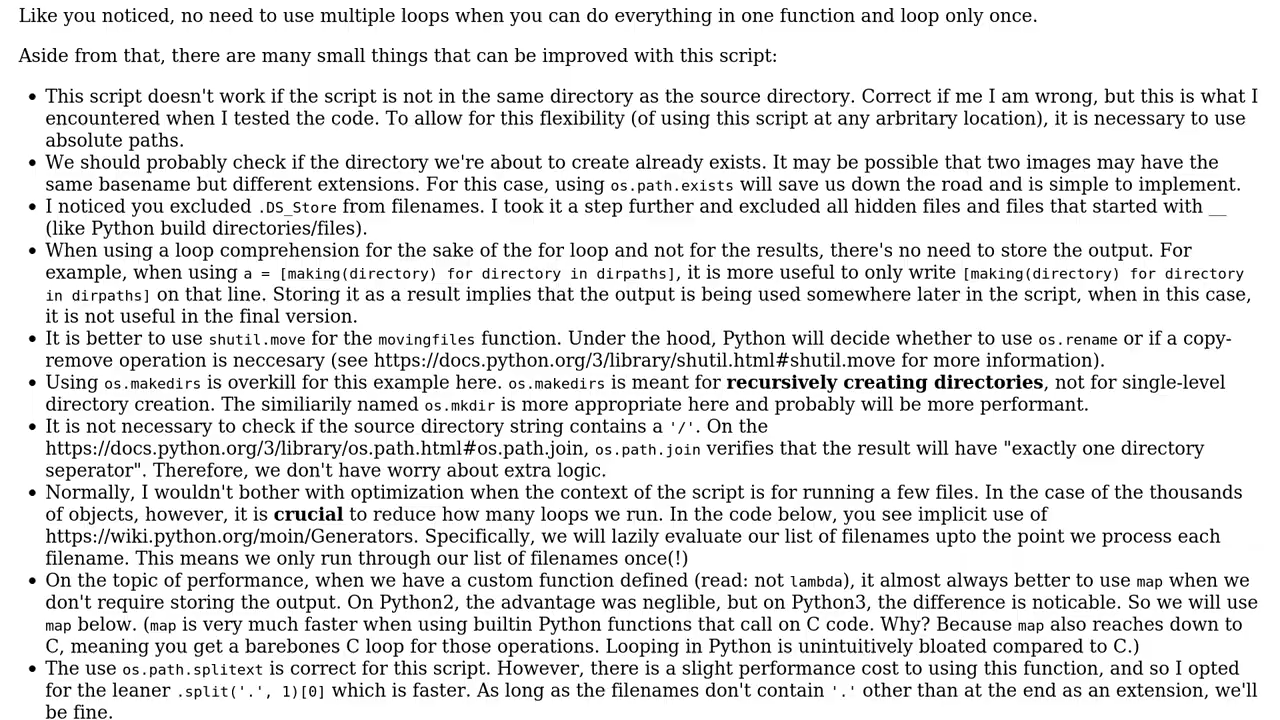 Like you noticed, no need to use multiple loops when you can do everything in one function and loop only once.
Aside from that, there are many small things that can be improved with this script:
• This script doesn't work if the script is not in the same directory as the source directory. Correct if me I am wrong, but this is what I
encountered when I tested the code. To allow for this flexibility (of using this script at any arbritary location), it is necessary to use
absolute paths.
• We should probably check if the directory we're about to create already exists. It may be possible that two images may have the
same basename but different extensions. For this case, using os.path.exists will save us down the road and is simple to implement.
• I noticed you excluded .DS_Store from filenames. I took it a step further and excluded all hidden files and files that started with __
(like Python build directories/files).
• When using a loop comprehension for the sake of the for loop and not for the results, there's no need to store the output. For
example, when using a = [making(directory) for directory in dirpaths], it is more useful to only write [making(directory) for directory
in dirpaths] on that line. Storing it as a result implies that the output is being used somewhere later in the script, when in this case,
it is not useful in the final version.
• It is better to use shutil.move for the movingfiles function. Under the hood, Python will decide whether to use os.rename or if a copy-
remove operation is neccesary (see https://docs.python.org/3/library/shutil.html#shutil.move for more information).
• Using os.makedirs is overkill for this example here. os.makedirs is meant for recursively creating directories, not for single-level
directory creation. The similiarily named os.mkdir is more appropriate here and probably will be more performant.
• It is not necessary to check if the source directory string contains a '/'. On the
https://docs.python.org/3/library/os.path.html#os.path.join, os.path.join verifies that the result will have "exactly one directory
seperator". Therefore, we don't have worry about extra logic.
• Normally, I wouldn't bother with optimization when the context of the script is for running a few files. In the case of the thousands
of objects, however, it is crucial to reduce how many loops we run. In the code below, you see implicit use of
https://wiki.python.org/moin/Generators. Specifically, we will lazily evaluate our list of filenames upto the point we process each
filename. This means we only run through our list of filenames once(!)
• On the topic of performance, when we have a custom function defined (read: not lambda), it almost always better to use map when we
don't require storing the output. On Python2, the advantage was neglible, but on Python3, the difference is noticable. So we will use
map below. (map is very much faster when using builtin Python functions that call on C code. Why? Because map also reaches down to
C, meaning you get a barebones C loop for those operations. Looping in Python is unintuitively bloated compared to C.)
• The use os.path.splitext is correct for this script. However, there is a slight performance cost to using this function, and so I opted
for the leaner .split('.', 1)[0] which is faster. As long as the filenames don't contain '.' other than at the end as an extension, we'll
be fine.